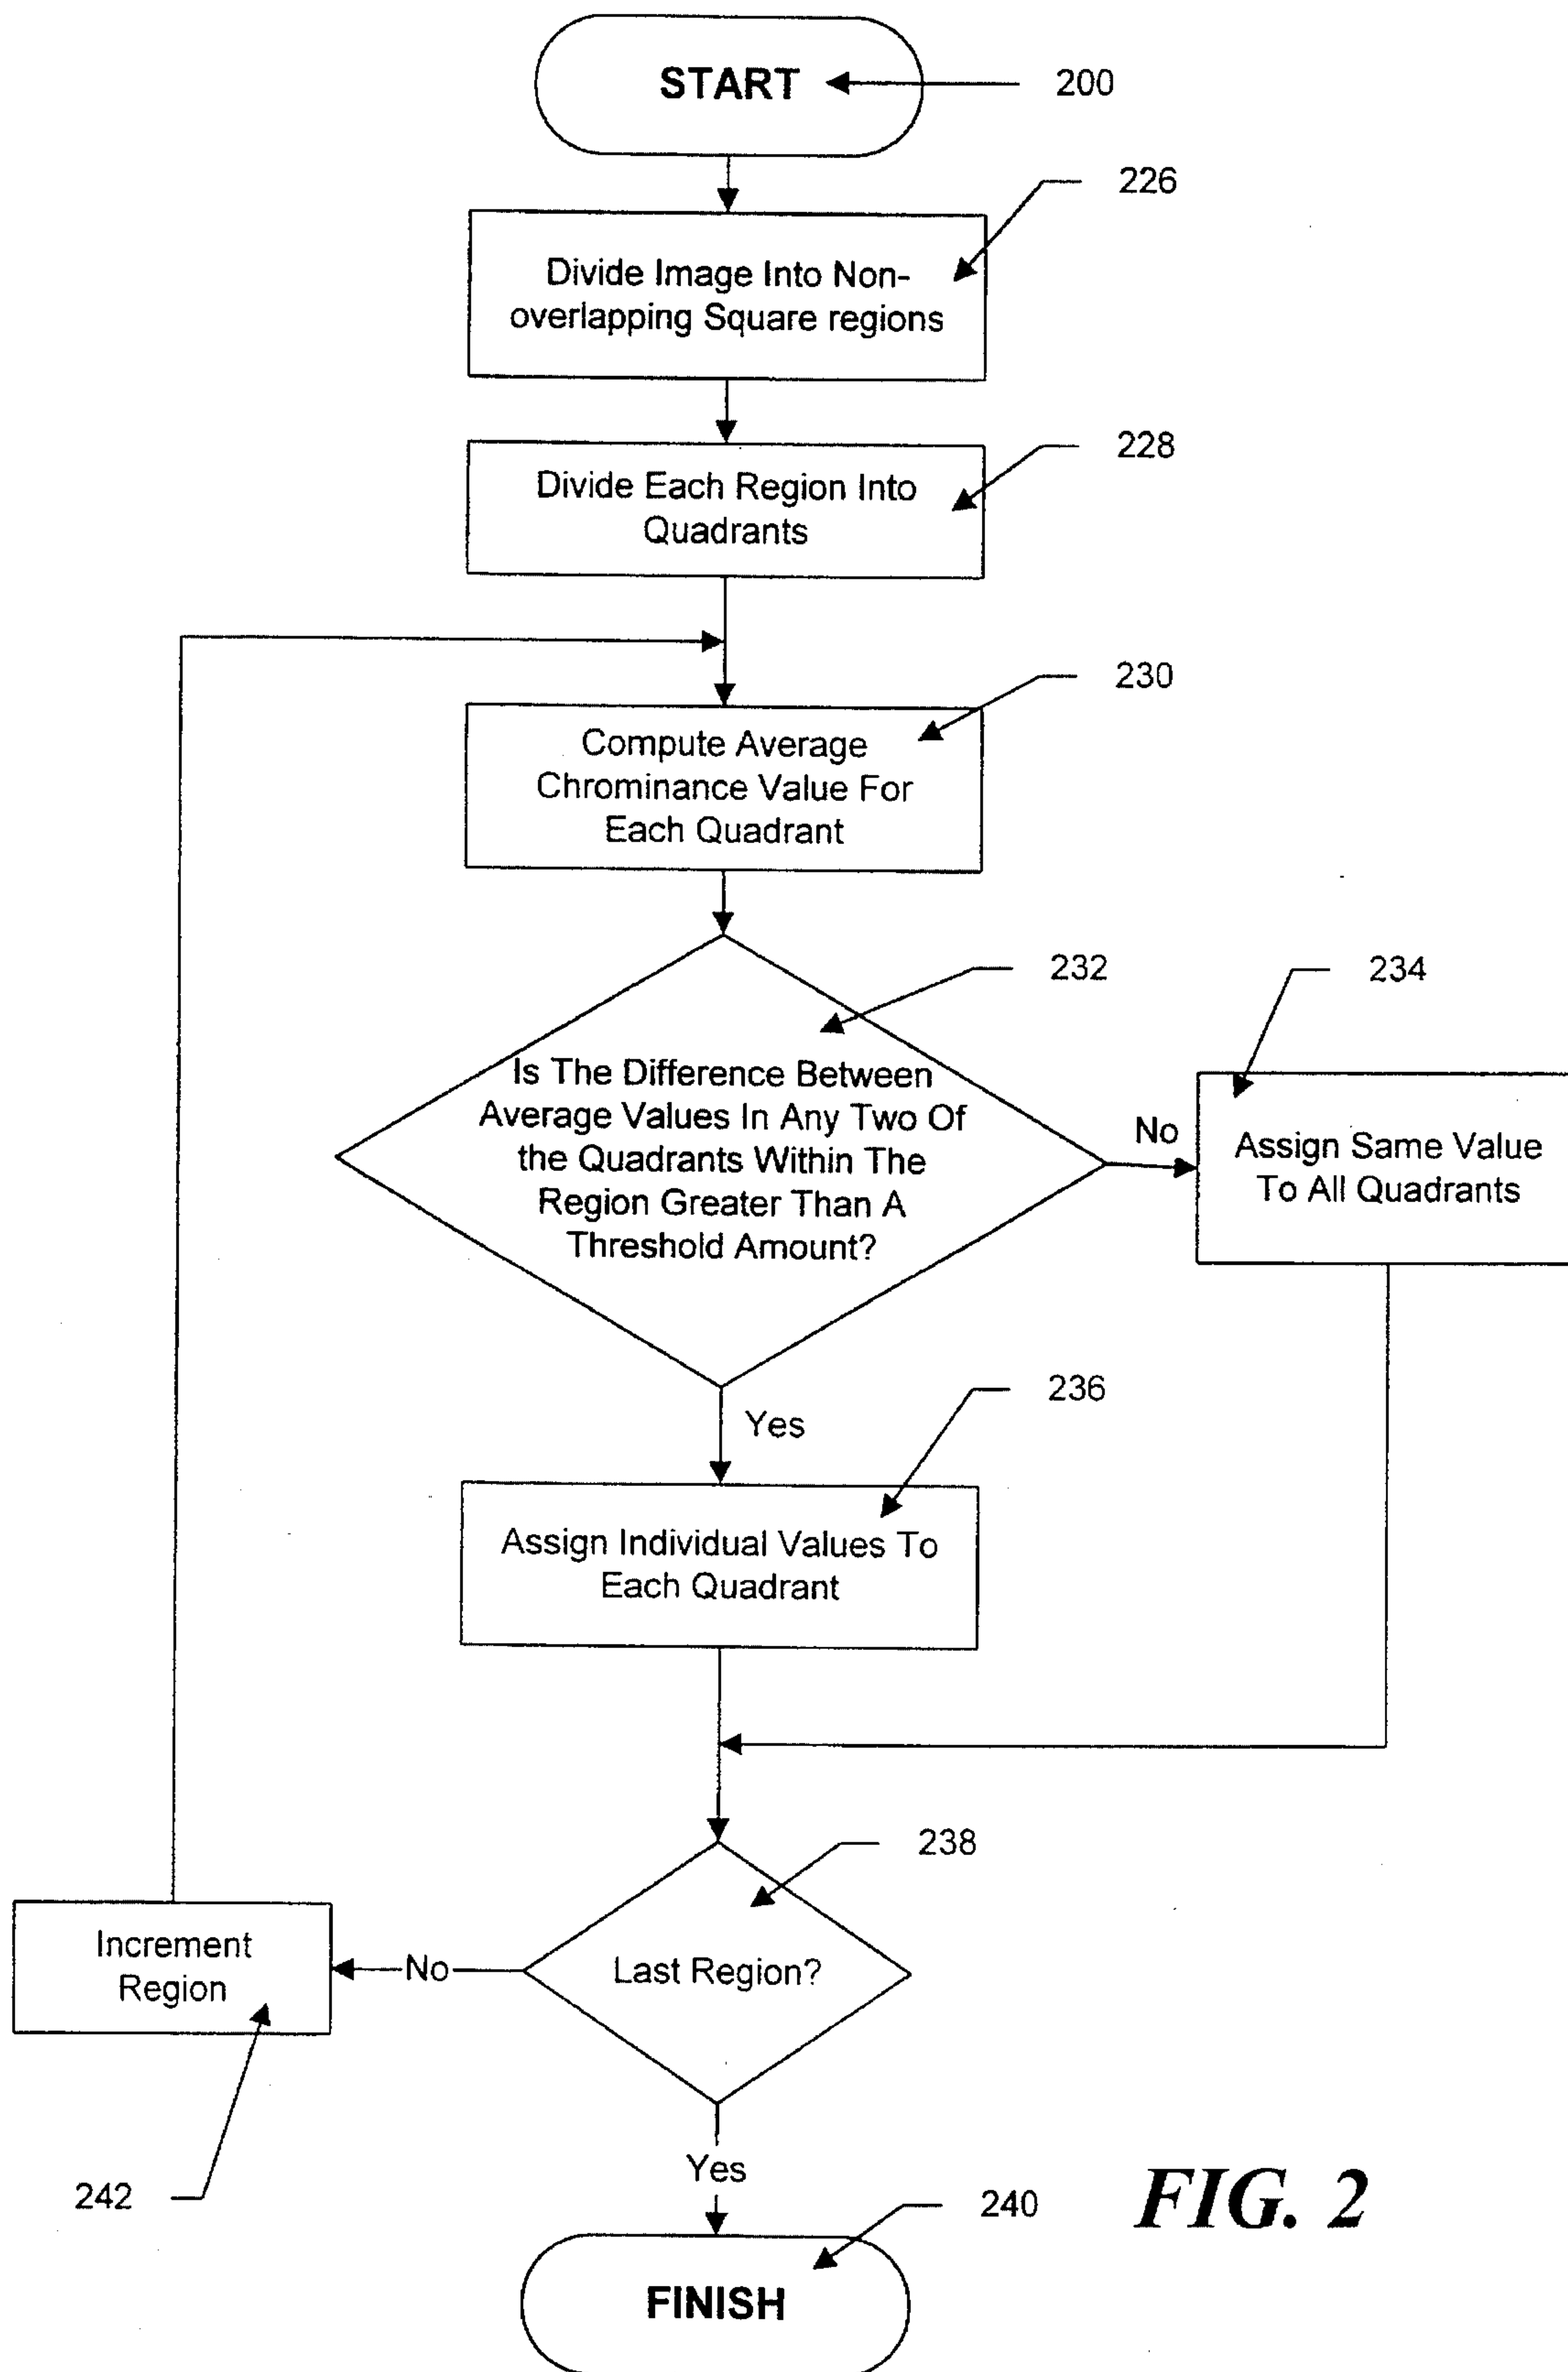 START
200
226
Divide Image Into Non-
overlapping Square regions
228
Divide Each Region Into
Quadrants
230
Compute Average
Chrominance Value For
Each Quadrant
232
234
Is The Difference Between
Average Values In Any Two Of
the Quadrants Within The
Region Greater Than A
Threshold Amount?
No
Assign Same Value
To All Quadrants
236
Yes
Assign Individual Values To
Each Quadrant
238
Increment
Region
No
Last Region?
242
Yes
240
FIG. 2
FINISH